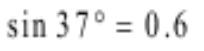 sin 37° = 0.6